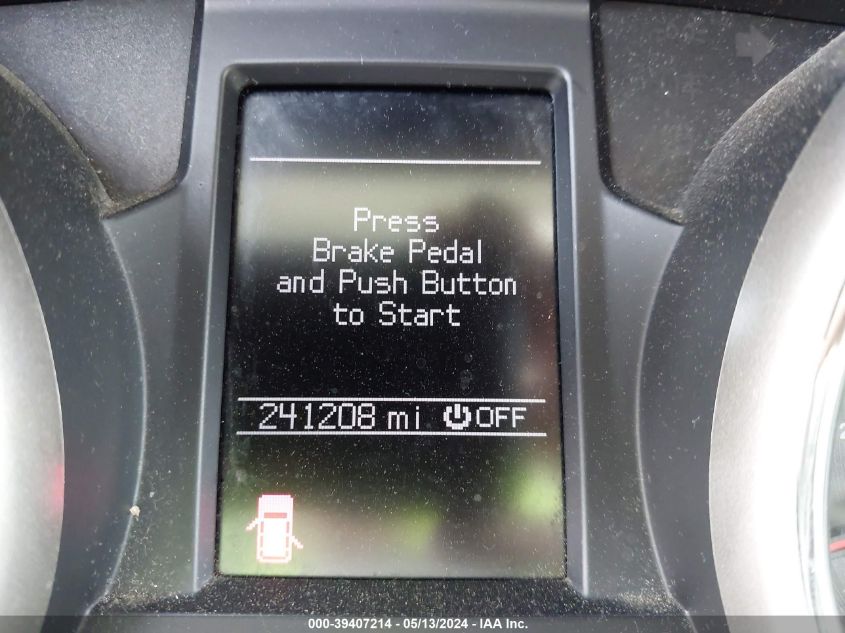 Press
Brake Pedal
and Push Button
to Start
241208 mi OFF
000-39407214 - 05/13/2024 - IAA Inc.